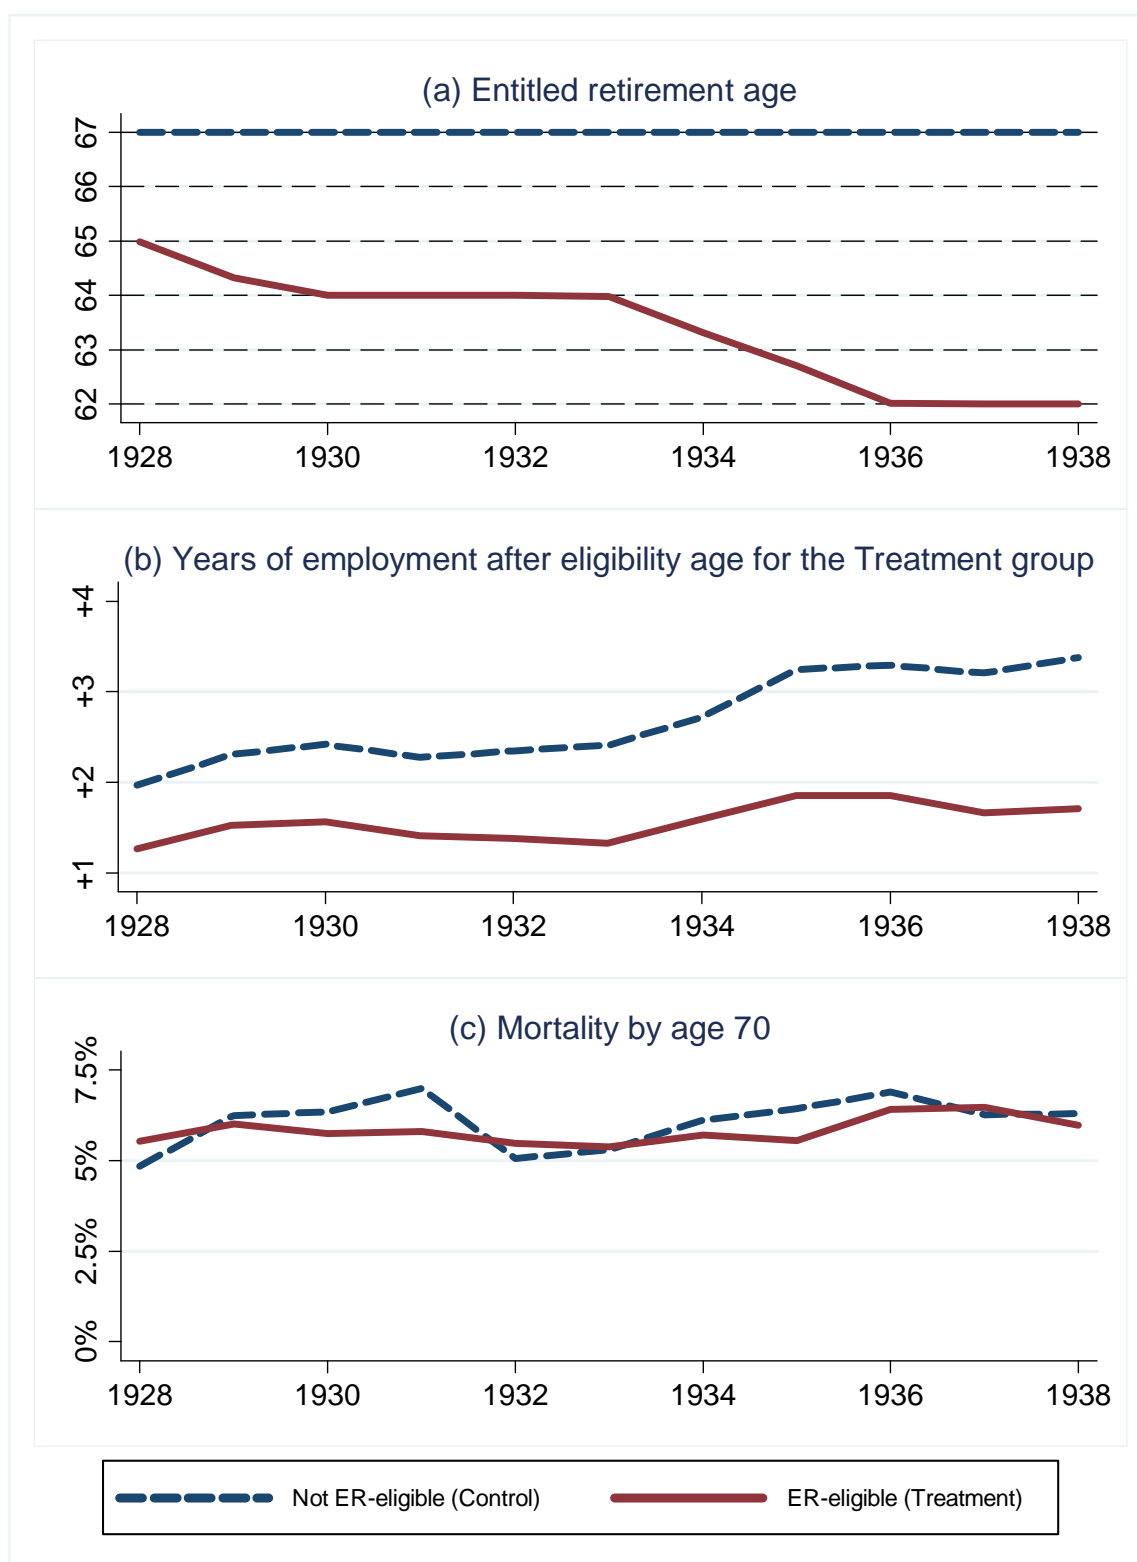 (a) Entitled retirement age
67
66
65
64
63
62
1928 1930 1932 1934 1936 1938
(b) Years of employment after eligibility age for the Treatment group
+4
+3
+2
+1
1928 1930 1932 1934 1936 1938
(c) Mortality by age 70
7.5%
5%
2.5%
0%
1928 1930 1932 1934 1936 1938
Not ER-eligible (Control) ER-eligible (Treatment)